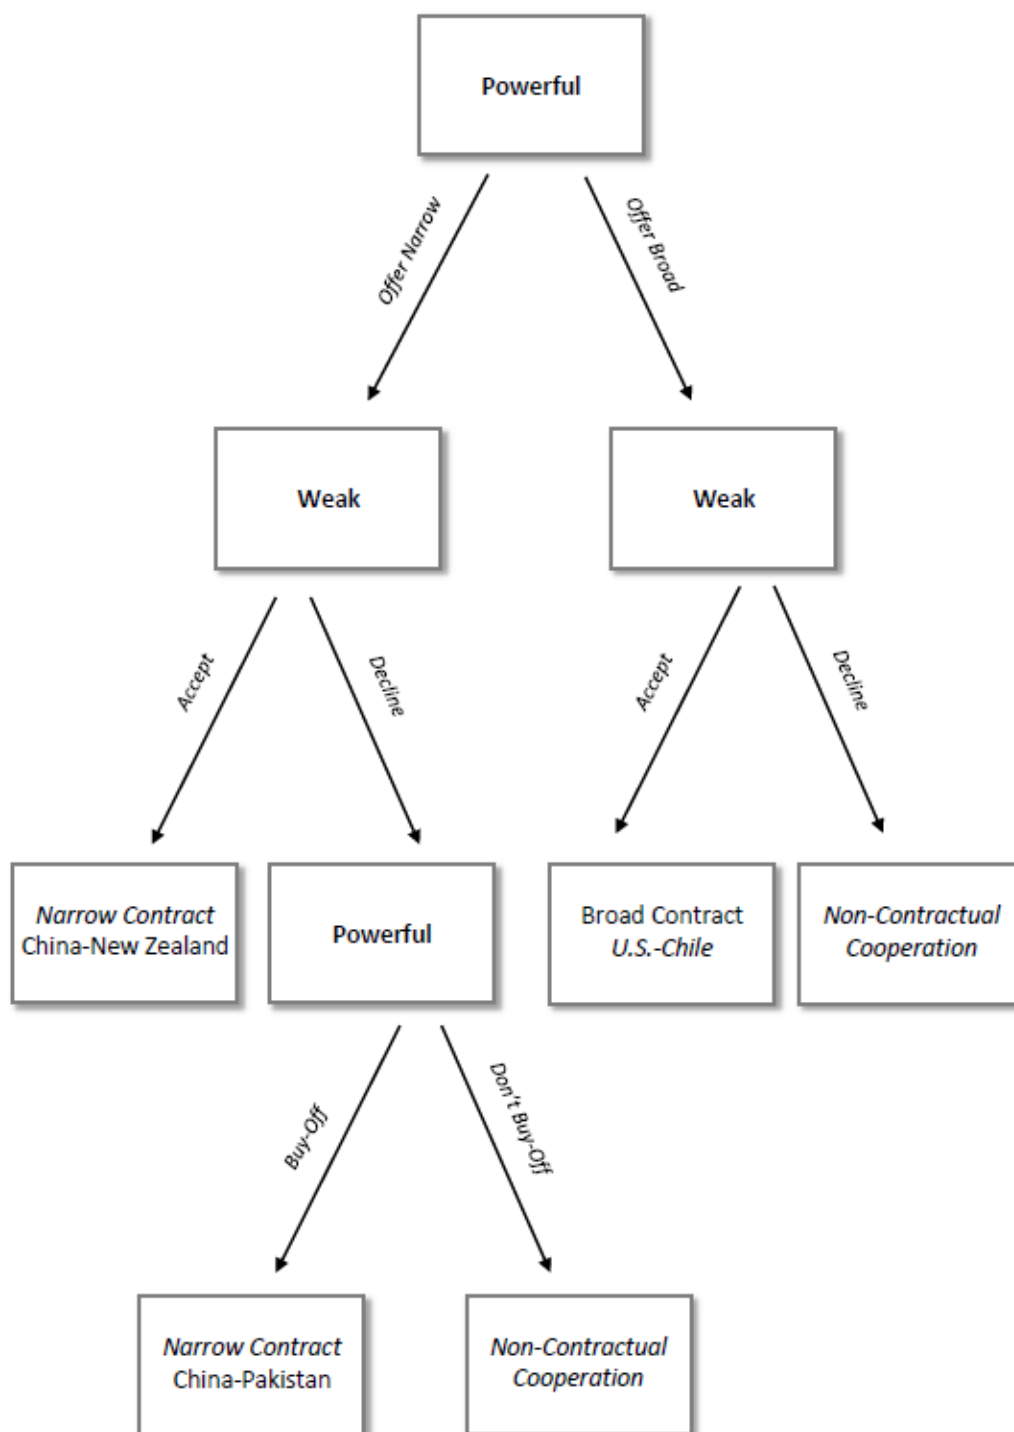 Powerful
Offer Narrow
Offer Broad
Weak
Weak
Accept
Decline
Accept
Decline
Narrow Contract
China-New Zealand
Powerful
Broad Contract
U.S.-Chile
Non-Contractual
Cooperation
Buy-Off
Don't Buy-Off
Narrow Contract
China-Pakistan
Non-Contractual
Cooperation